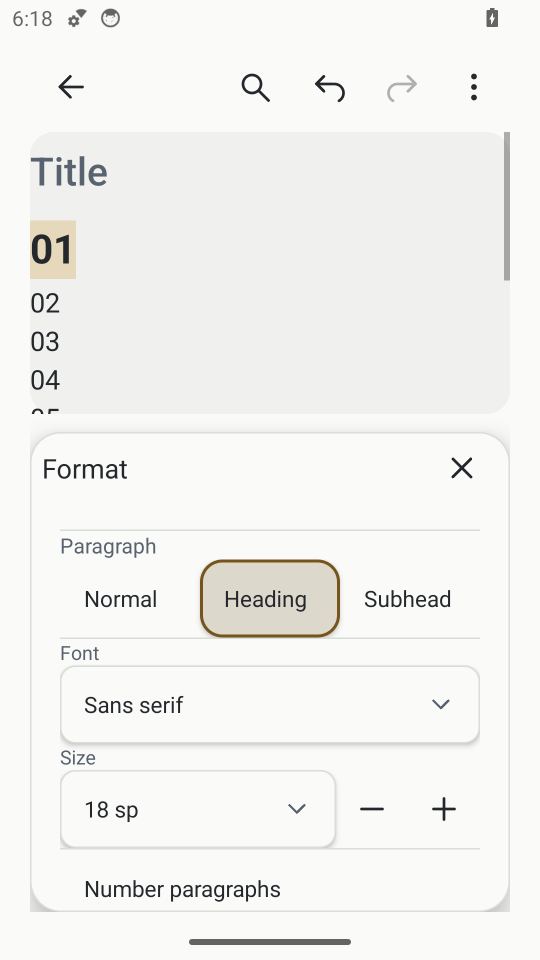 6:18
Title
01
02
03
04
05
Format
Paragraph
Normal
Heading
Subhead
Font
Sans serif
Size
18 sp
Number paragraphs